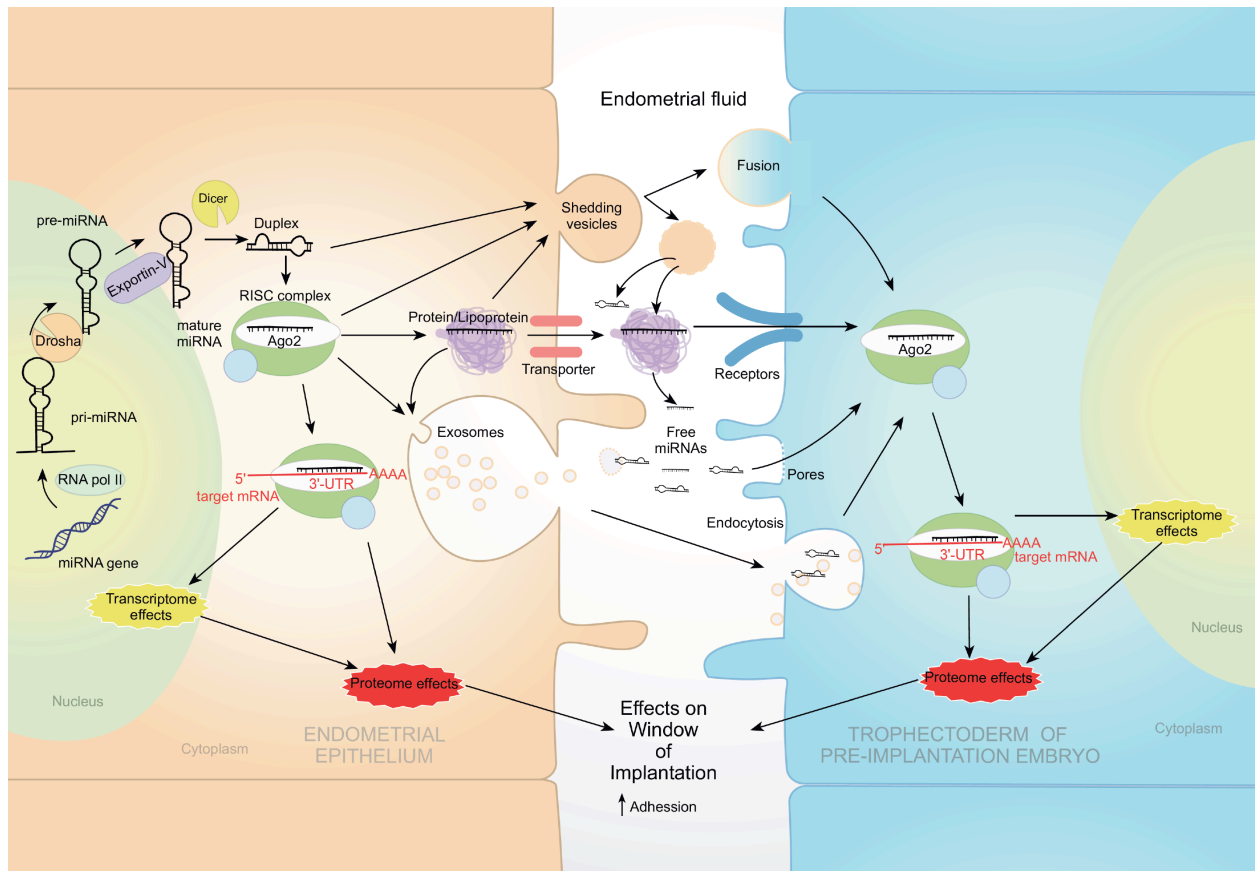 Endometrial fluid
Fusion
Dicer
pre-miRNA
Duplex
Shedding
vesicles
Exportin-V
RISC complex
mature
miRNA
Ago2
Drosha
Protein/Lipoprotein
Transporter
Receptors
Ago2
pri-miRNA
Exosomes
Free
miRNAs
Pores
RNA pol II
5'
AAAA
3'-UTR
target mRNA
miRNA gene
Endocytosis
5'
AAAA
3'-UTR
target mRNA
Transcriptome
effects
Transcriptome
effects
Nucleus
Proteome effects
Proteome effects
Nucleus
Cytoplasm
ENDOMETRIAL
EPITHELIUM
Effects on
Window
of
Implantation
Adhession
TROPHECTODERM OF
PRE-IMPLANTATION EMBRYO
Cytoplasm